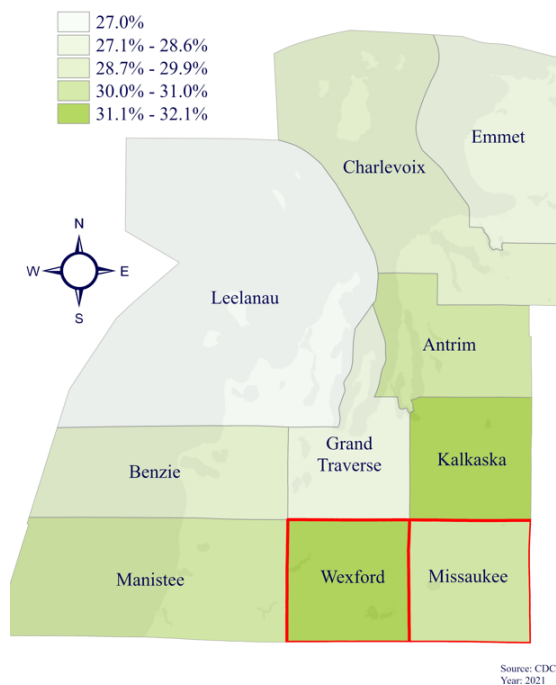 27.0%
27.1% - 28.6%
28.7% - 29.9%
30.0% - 31.0%
31.1% - 32.1%
Emmet
Charlevoix
N
W E
S
Leelanau
Antrim
Grand
Traverse
Kalkaska
Benzie
Manistee
Wexford
Missaukee
Source: CDC
Year: 2021